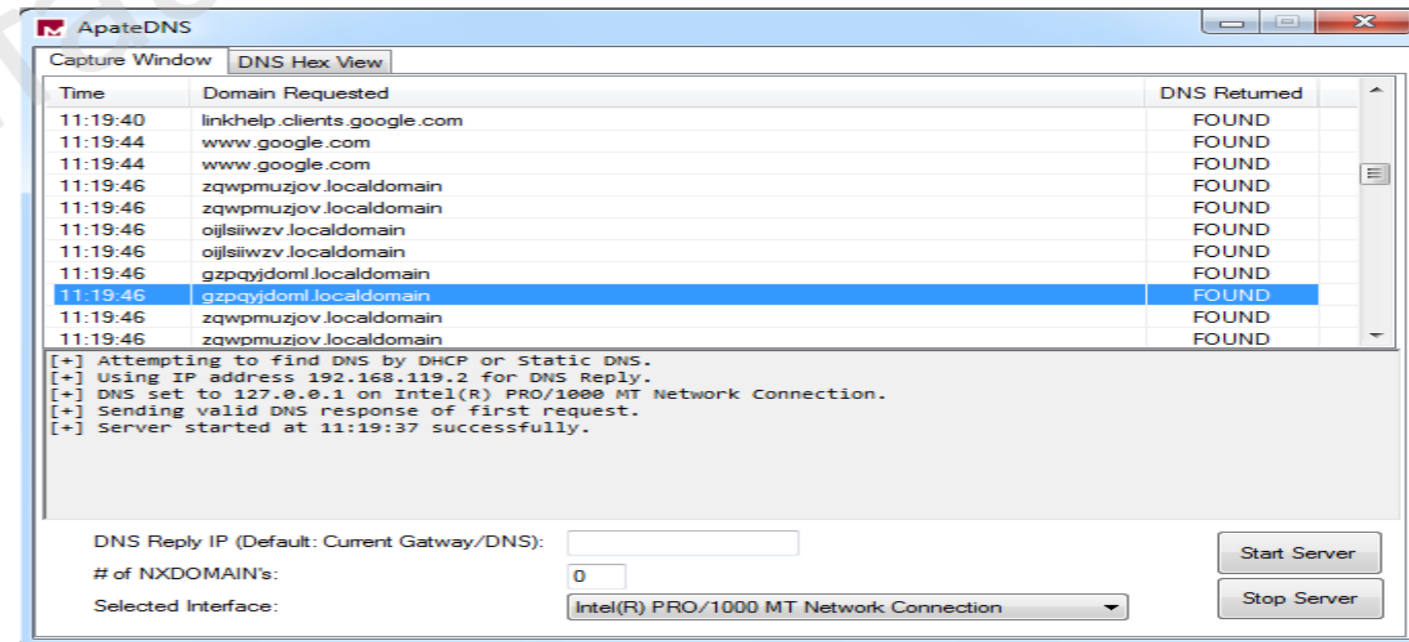 ApateDNS
Capture Window DNS Hex View
Time Domain Requested DNS Returned
11:19:40 linkhelp.clients.google.com FOUND
11:19:44 www.google.com FOUND
11:19:44 www.google.com FOUND
11:19:46 zqwpmuzjov.localdomain FOUND
11:19:46 zqwpmuzjov.localdomain FOUND
11:19:46 oijlsiiwzv.localdomain FOUND
11:19:46 oijlsiiwzv.localdomain FOUND
11:19:46 gzpqyjdoml.localdomain FOUND
11:19:46 gzpqyjdoml.localdomain FOUND
11:19:46 zqwpmuzjov.localdomain FOUND
11:19:46 zqwpmuzjov.localdomain FOUND
[+] Attempting to find DNS by DHCP or Static DNS.
[+] Using IP address 192.168.119.2 for DNS Reply.
[+] DNS set to 127.0.0.1 on Intel(R) PRO/1000 MT Network Connection.
[+] Sending valid DNS response of first request.
[+] Server started at 11:19:37 successfully.
DNS Reply IP (Default: Current Gatway/DNS):
# of NXDOMAIN's: 0
Selected Interface: Intel(R) PRO/1000 MT Network Connection
Start Server
Stop Server